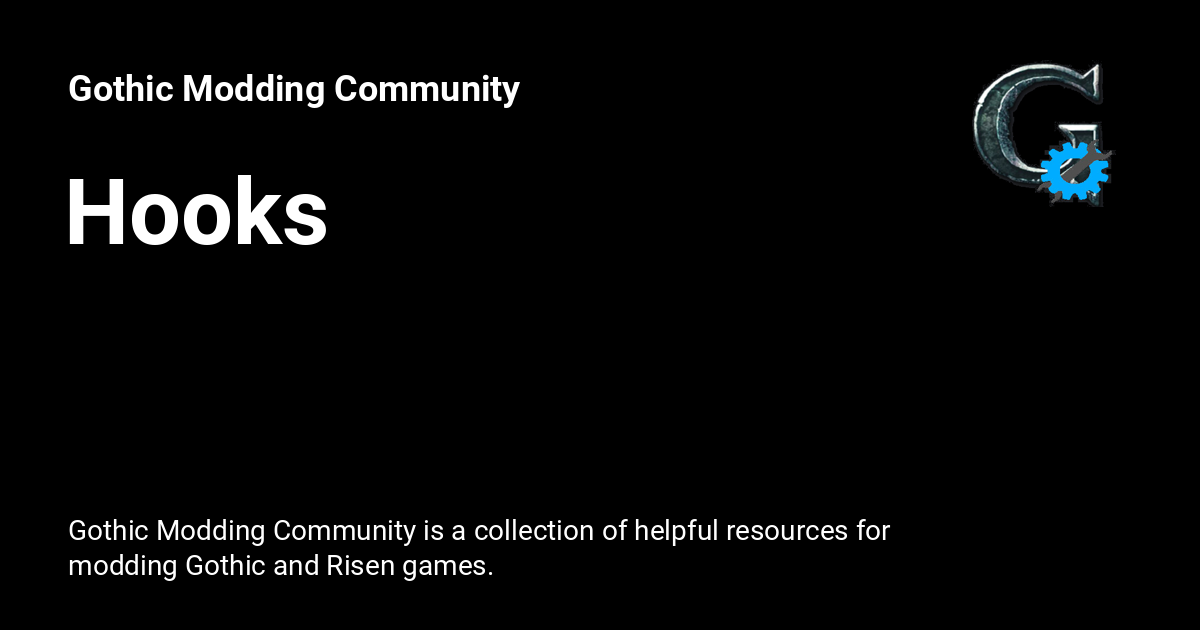 Gothic Modding Community
G
Hooks
Gothic Modding Community is a collection of helpful resources for
modding Gothic and Risen games.